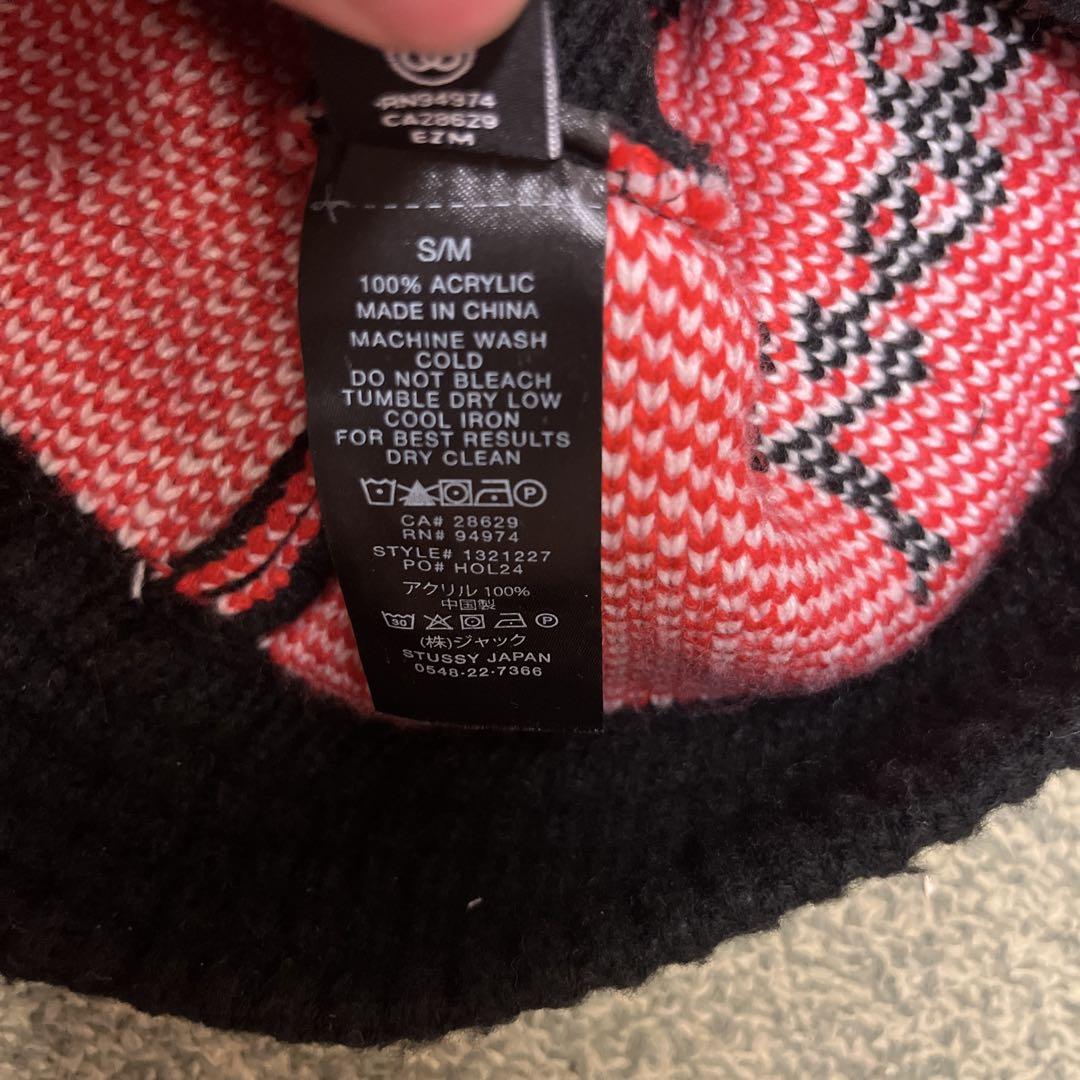 RN94974
CA28629
EZM
S/M
100% ACRYLIC
MADE IN CHINA
MACHINE WASH
COLD
DO NOT BLEACH
TUMBLE DRY LOW
COOL IRON
FOR BEST RESULTS
DRY CLEAN
P
CA# 28629
RN# 94974
STYLE# 1321227
PO# HOL24
アクリル 100%
中国製
30 P
(株)ジャック
STUSSY JAPAN
0548-22-7366